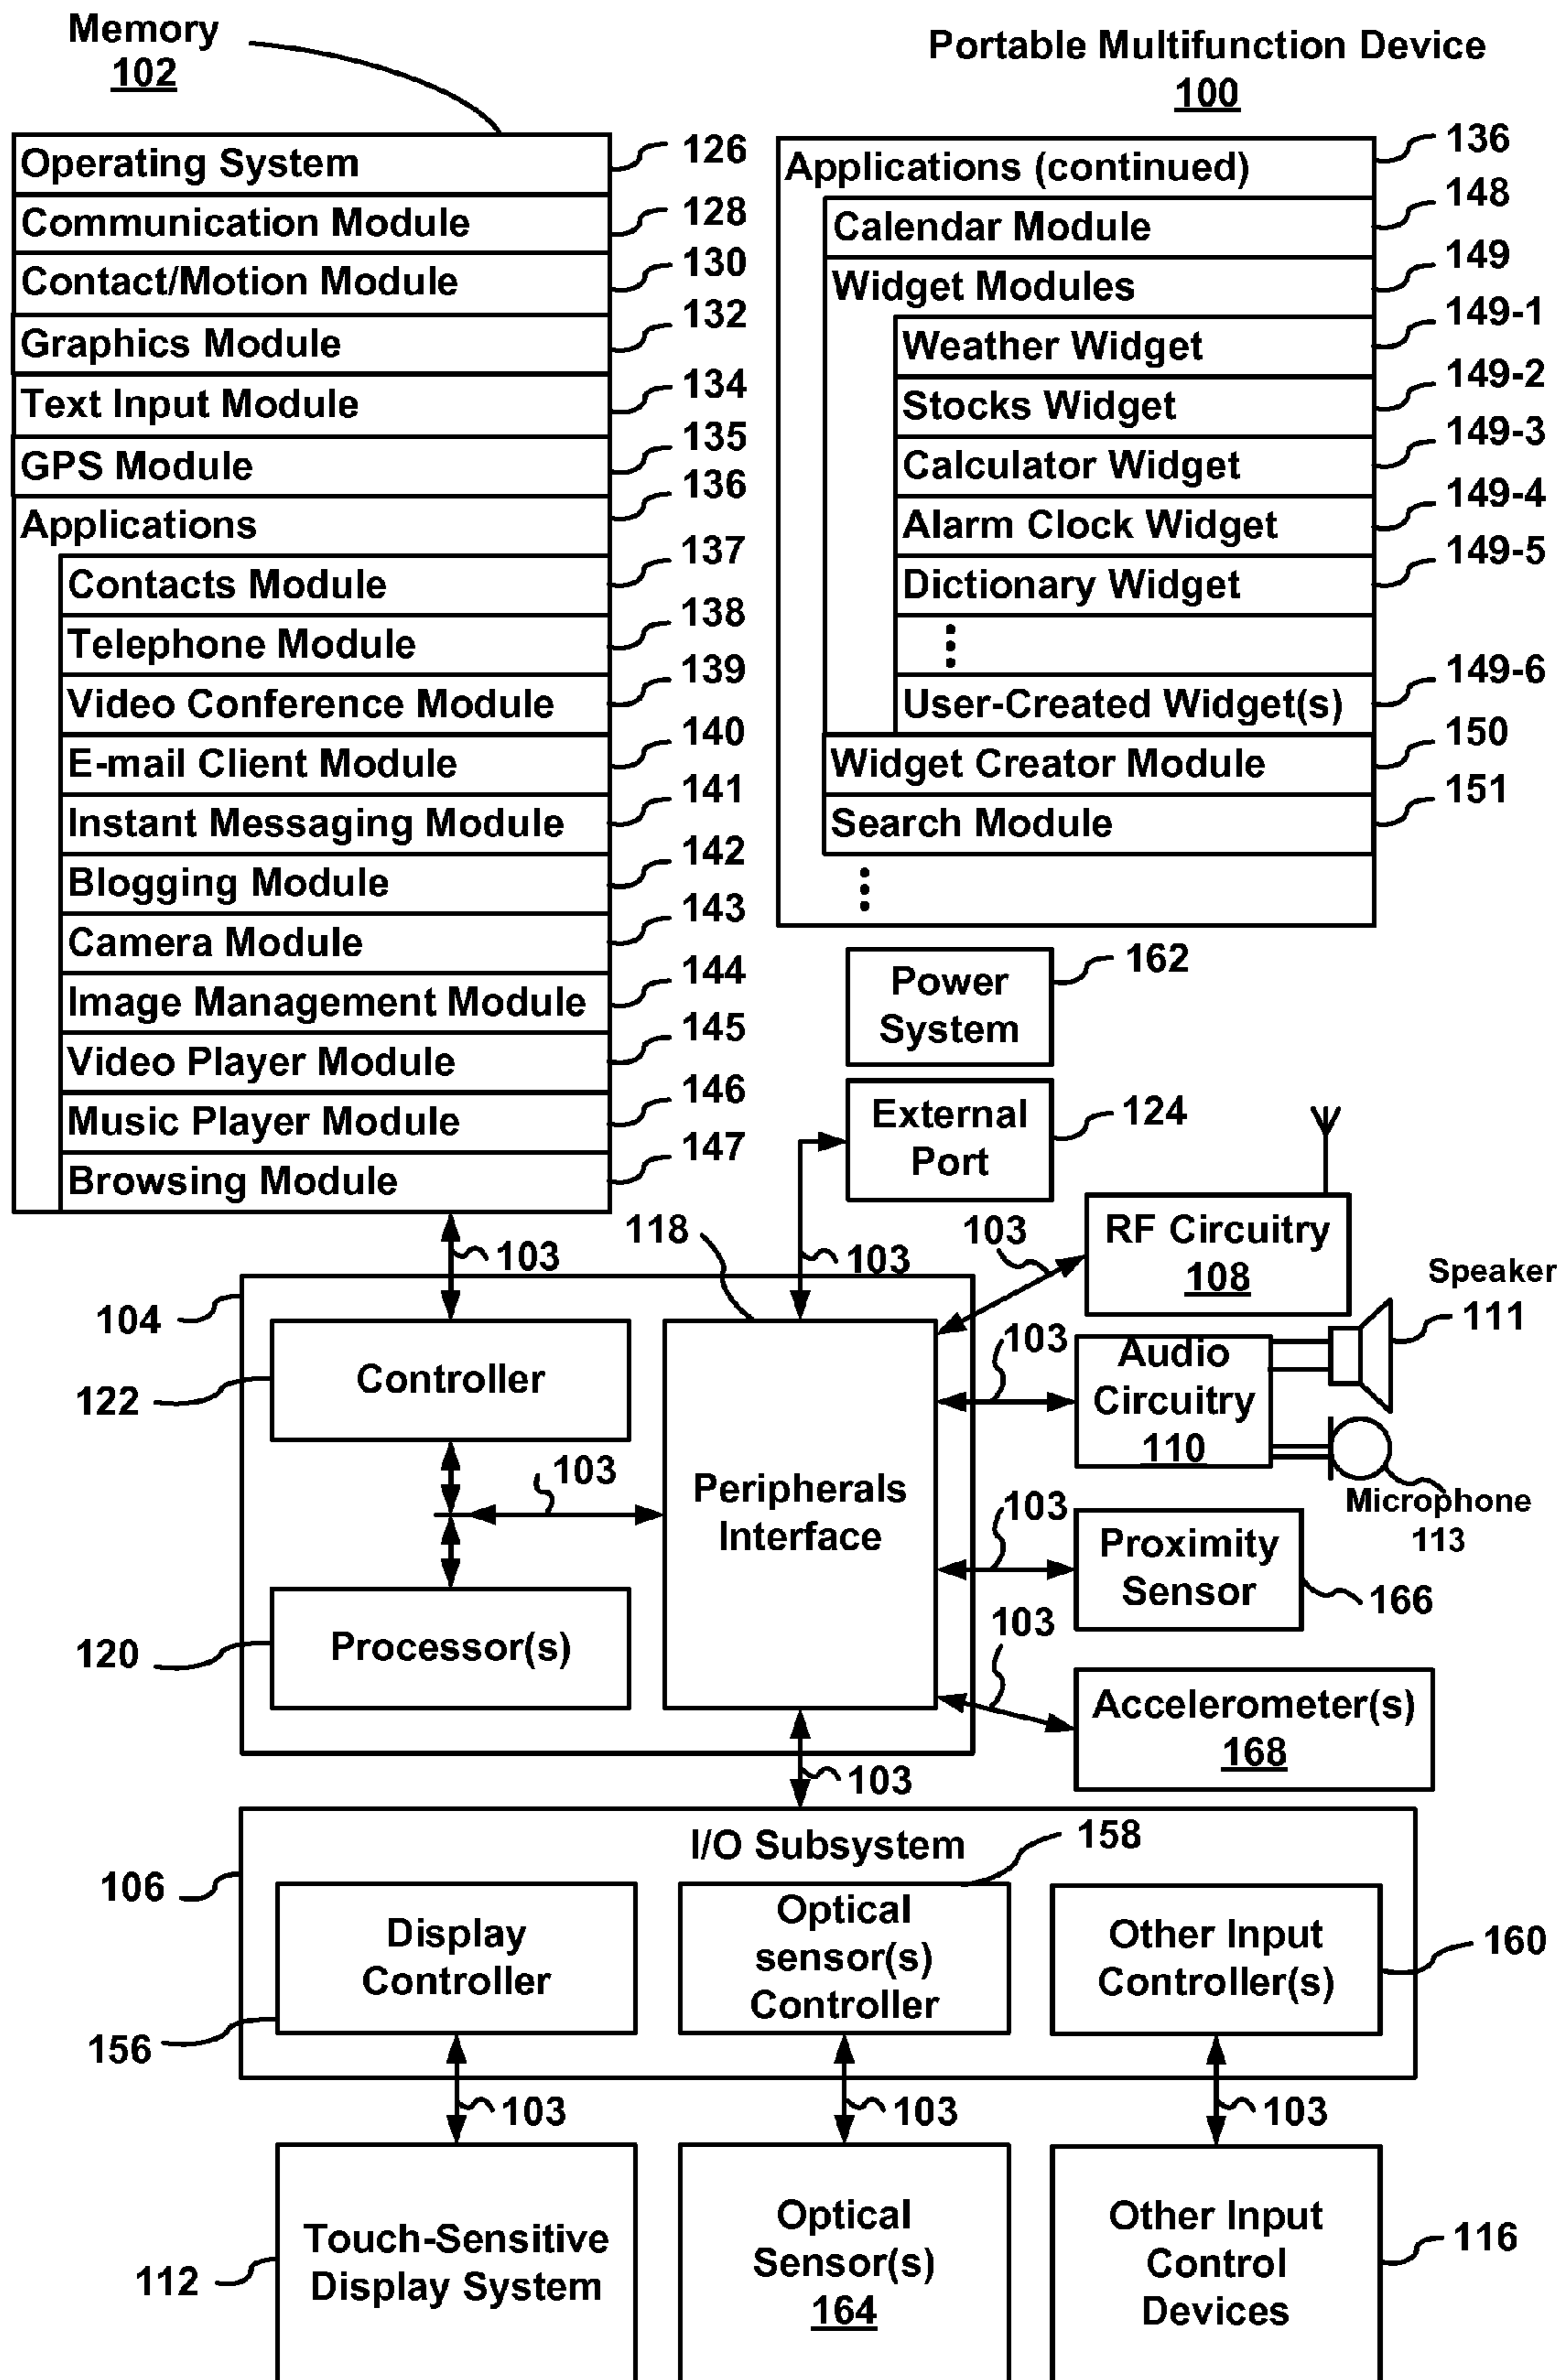 Memory
102
Portable Multifunction Device
100
Operating System 126
Communication Module 128
Contact/Motion Module 130
Graphics Module 132
Text Input Module 134
GPS Module 135
Applications 136
Contacts Module 137
Telephone Module 138
Video Conference Module 139
E-mail Client Module 140
Instant Messaging Module 141
Blogging Module 142
Camera Module 143
Image Management Module 144
Video Player Module 145
Music Player Module 146
Browsing Module 147
Applications (continued) 136
Calendar Module 148
Widget Modules 149
Weather Widget 149-1
Stocks Widget 149-2
Calculator Widget 149-3
Alarm Clock Widget 149-4
Dictionary Widget 149-5
User-Created Widget(s) 149-6
Widget Creator Module 150
Search Module 151
Power
System
162
External
Port
124
103
118
103
103
RF Circuitry
108
Speaker
111
104
Controller
122
103
Audio
Circuitry
110
103
Peripherals
Interface
Microphone
113
103
Proximity
Sensor
166
Processor(s)
120
103
Accelerometer(s)
168
103
I/O Subsystem
158
106
Display
Controller
156
Optical
sensor(s)
Controller
Other Input
Controller(s)
160
103
103
103
Touch-Sensitive
Display System
112
Optical
Sensor(s)
164
Other Input
Control
Devices
116